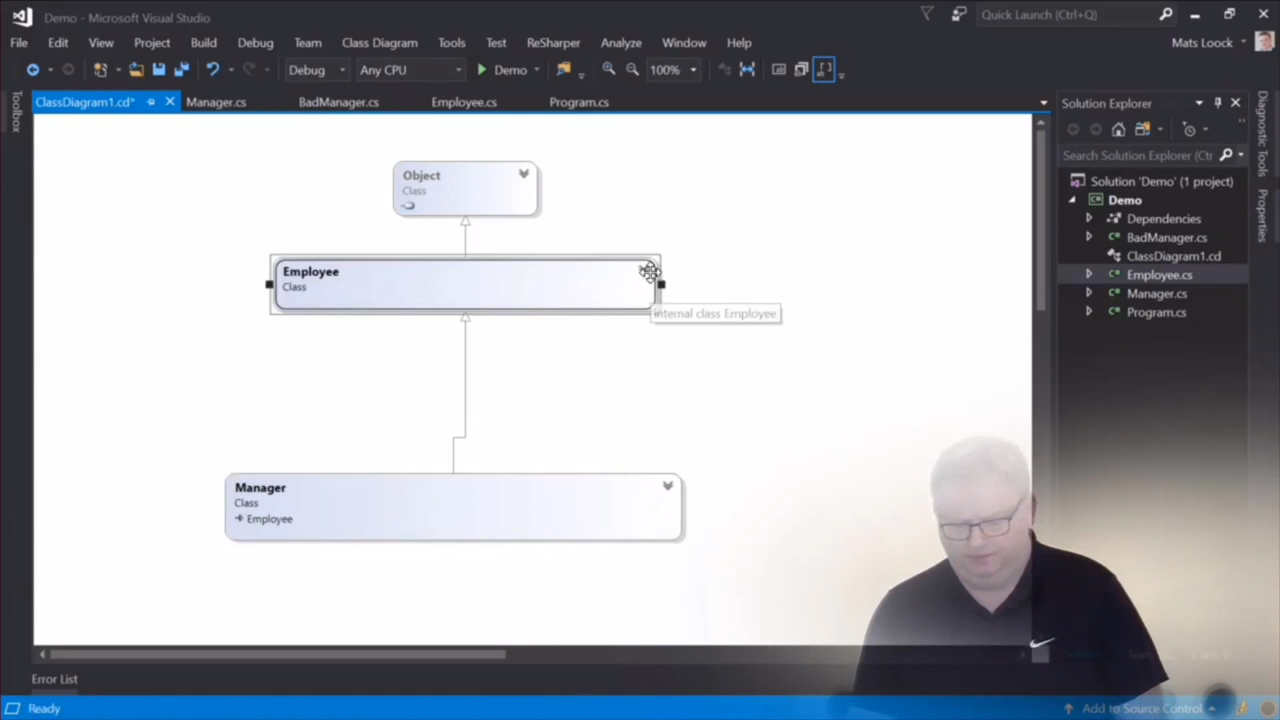 Demo - Microsoft Visual Studio
Quick Launch (Ctrl+Q)
File Edit View Project Build Debug Team Class Diagram Tools Test ReSharper Analyze Window Help
Mats Loock
Debug Any CPU Demo 100%
ClassDiagram1.cd* Manager.cs BadManager.cs Employee.cs Program.cs
Toolbox
Object
Class
Employee
Class
Internal class Employee
Manager
Class
Employee
Solution Explorer
Search Solution Explorer (Ctr
Solution 'Demo' (1 project)
Demo
Dependencies
BadManager.cs
ClassDiagram1.cd
Employee.cs
Manager.cs
Program.cs
Diagnostic Tools
Properties
Error List
Ready
Add to Source Control